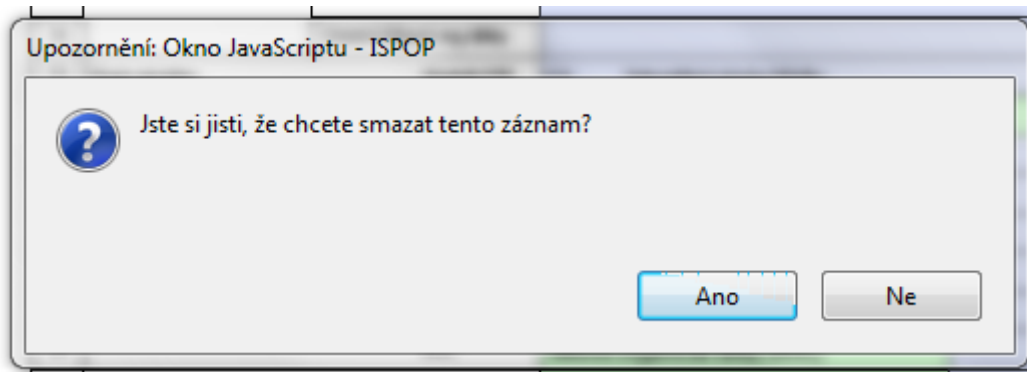 Upozornění: Okno JavaScriptu - ISPOP
Jste si jisti, že chcete smazat tento záznam?
Ano
Ne